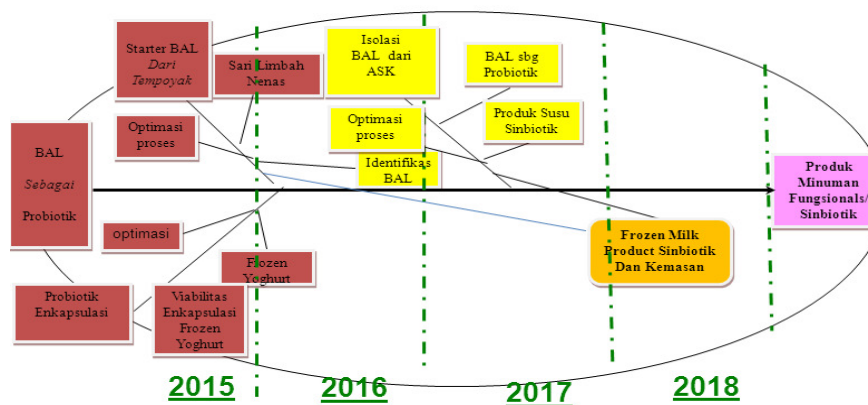 Starter BAL
Dari
Tempoyak
Sari Limbah
Nenas
Isolasi
BAL dari
ASK
BAL sbg
Probiotik
Optimasi
proses
Optimasi
proses
Produk Susu
Sinbiotik
BAL
Sebagai
Probiotik
Identifikas
BAL
Produk
Minuman
Fungsionals/
Sinbiotik
optimasi
Frozen
Yoghurt
Frozen Milk
Product Sinbiotik
Dan Kemasan
Probiotik
Enkapsulasi
Viabilitas
Enkapsulasi
Frozen
Yoghurt
2015
2016
2017
2018